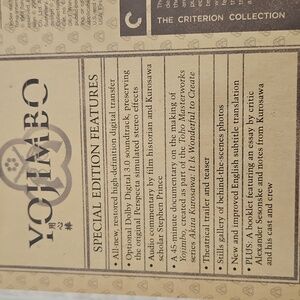 THE CRITERION COLLECTION
YOJIMBO
用心棒
SPECIAL EDITION FEATURES
• All-new, restored high-definition digital transfer
• Optional Dolby Digital 3.0 soundtrack, preserving
the original Perspecta simulated stereo effects
• Audio commentary by film historian and Kurosawa
scholar Stephen Prince
• A 45-minute documentary on the making of
Yojimbo, created as part of the Toho Masterworks
series Akira Kurosawa: It Is Wonderful to Create
• Theatrical trailer and teaser
• Stills gallery of behind-the-scenes photos
• New and improved English subtitle translation
• PLUS: A booklet featuring an essay by critic
Alexander Sesonske and notes from Kurosawa
and his cast and crew